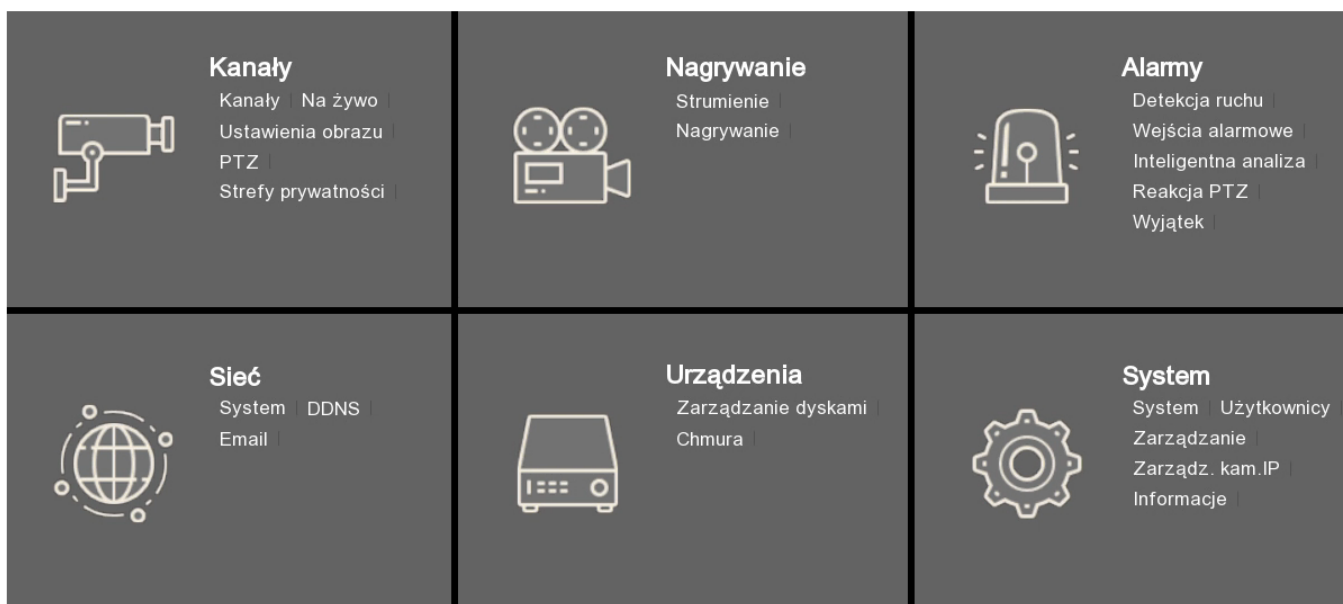 Kanały
Kanały | Na żywo |
Ustawienia obrazu |
PTZ |
Strefy prywatności |
Nagrywanie
Strumienie |
Nagrywanie |
Alarmy
Detekcja ruchu |
Wejścia alarmowe |
Inteligentna analiza |
Reakcja PTZ |
Wyjątek |
Sieć
System | DDNS |
Email |
Urządzenia
Zarządzanie dyskami |
Chmura |
System
System | Użytkownicy |
Zarządzanie |
Zarządz. kam.IP |
Informacje |